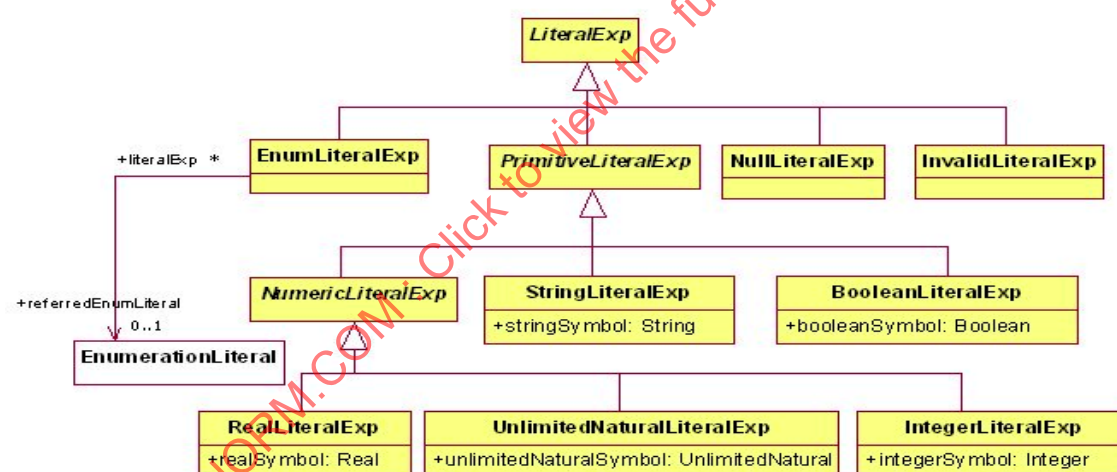 LiteralExp
+literalExp *
EnumLiteralExp
PrimitiveLiteralExp
NullLiteralExp
InvalidLiteralExp
NumericLiteralExp
StringLiteralExp
+stringSymbol: String
BooleanLiteralExp
+booleanSymbol: Boolean
+referredEnumLiteral
0..1
EnumerationLiteral
RealLiteralExp
+realSymbol: Real
UnlimitedNaturalLiteralExp
+unlimitedNaturalSymbol: UnlimitedNatural
IntegerLiteralExp
+integerSymbol: Integer
NORM.COM : Click to view the fu